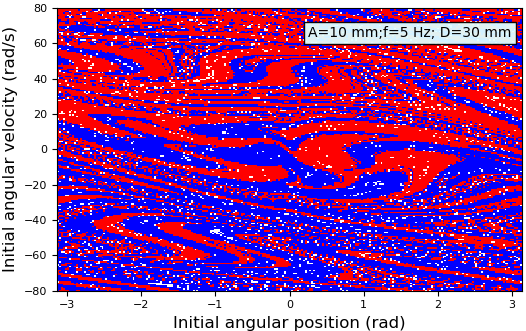 80
60
40
20
0
−20
−40
−60
−80
Initial angular velocity (rad/s)
A=10 mm;f=5 Hz; D=30 mm
−3 −2 −1 0 1 2 3
Initial angular position (rad)